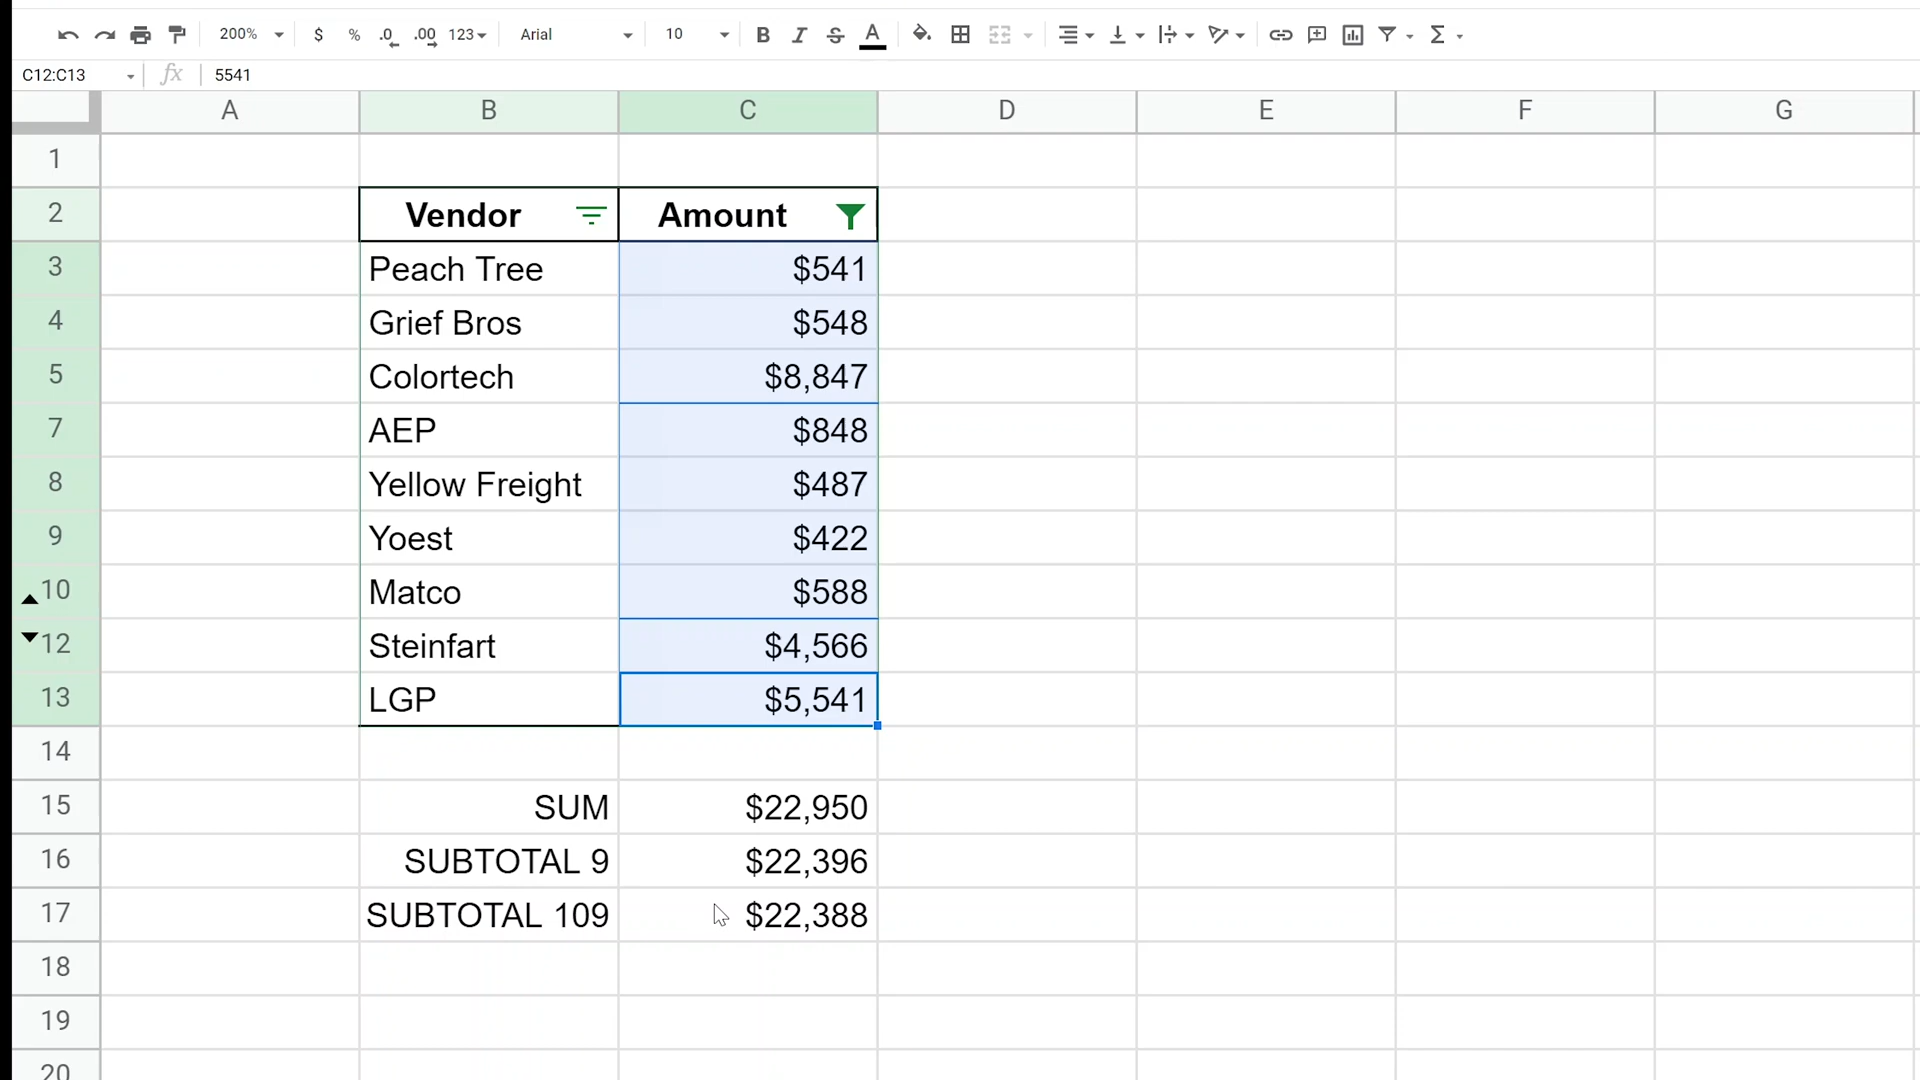 200% $ % .0 .00 123 Arial 10 B I S A
C12:C13 fx 5541
A B C D E F G
1
2 Vendor Amount
3 Peach Tree $541
4 Grief Bros $548
5 Colortech $8,847
7 AEP $848
8 Yellow Freight $487
9 Yoest $422
10 Matco $588
12 Steinfart $4,566
13 LGP $5,541
14
15 SUM $22,950
16 SUBTOTAL 9 $22,396
17 SUBTOTAL 109 $22,388
18
19
20